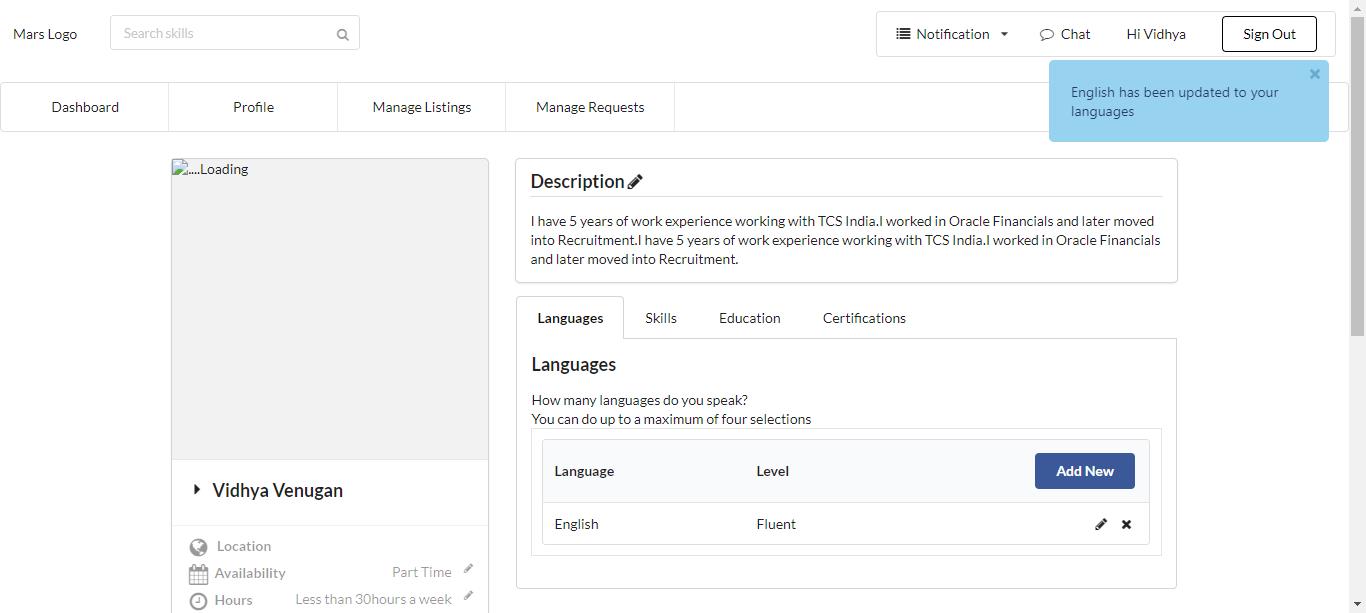 Mars Logo
Search skills
Notification
Chat
Hi Vidhya
Sign Out
English has been updated to your
languages
Dashboard
Profile
Manage Listings
Manage Requests
....Loading
Vidhya Venugan
Location
Availability
Part Time
Hours
Less than 30hours a week
Description
I have 5 years of work experience working with TCS India.I worked in Oracle Financials and later moved
into Recruitment.I have 5 years of work experience working with TCS India.I worked in Oracle Financials
and later moved into Recruitment.
Languages
Skills
Education
Certifications
Languages
How many languages do you speak?
You can do up to a maximum of four selections
Language
Level
Add New
English
Fluent